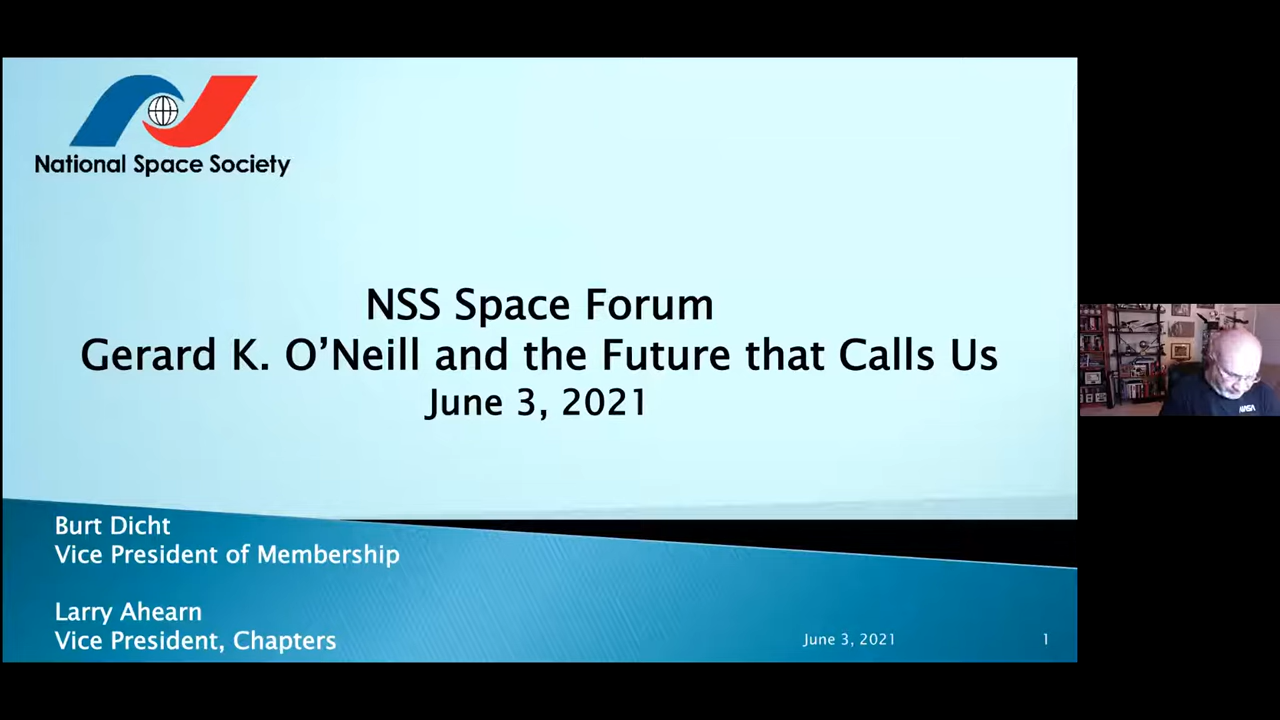 National Space Society
NSS Space Forum
Gerard K. O’Neill and the Future that Calls Us
June 3, 2021
Burt Dicht
Vice President of Membership
Larry Ahearn
Vice President, Chapters
June 3, 2021
1
NASA